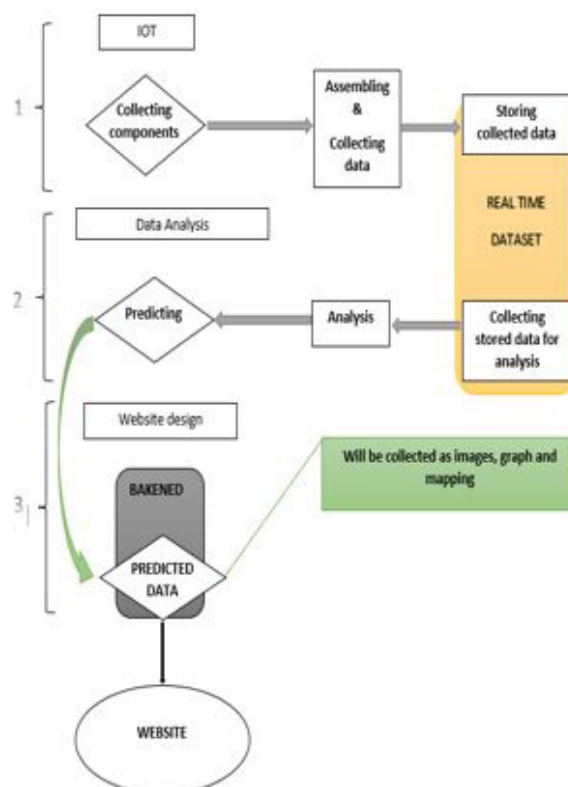 IOT
1
Collecting
components
Assembling
&
Collecting
data
Storing
collected data
REAL TIME
DATASET
Data Analysis
2
Predicting
Analysis
Collecting
stored data for
analysis
Website design
3
BAKENED
PREDICTED
DATA
Will be collected as images, graph and
mapping
WEBSITE